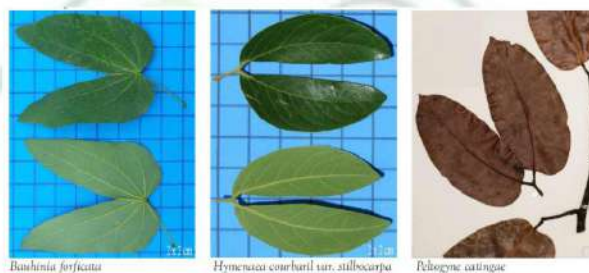 Bauhinia forficata
Hymenaea courbaril var. stilbocarpa
Peltogyne catingae